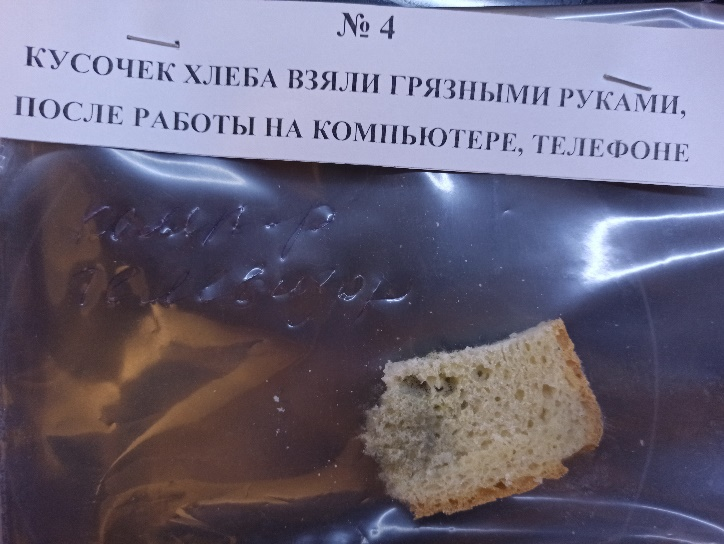 № 4
КУСОЧЕК ХЛЕБА ВЗЯЛИ ГРЯЗНЫМИ РУКАМИ,
ПОСЛЕ РАБОТЫ НА КОМПЬЮТЕРЕ, ТЕЛЕФОНЕ